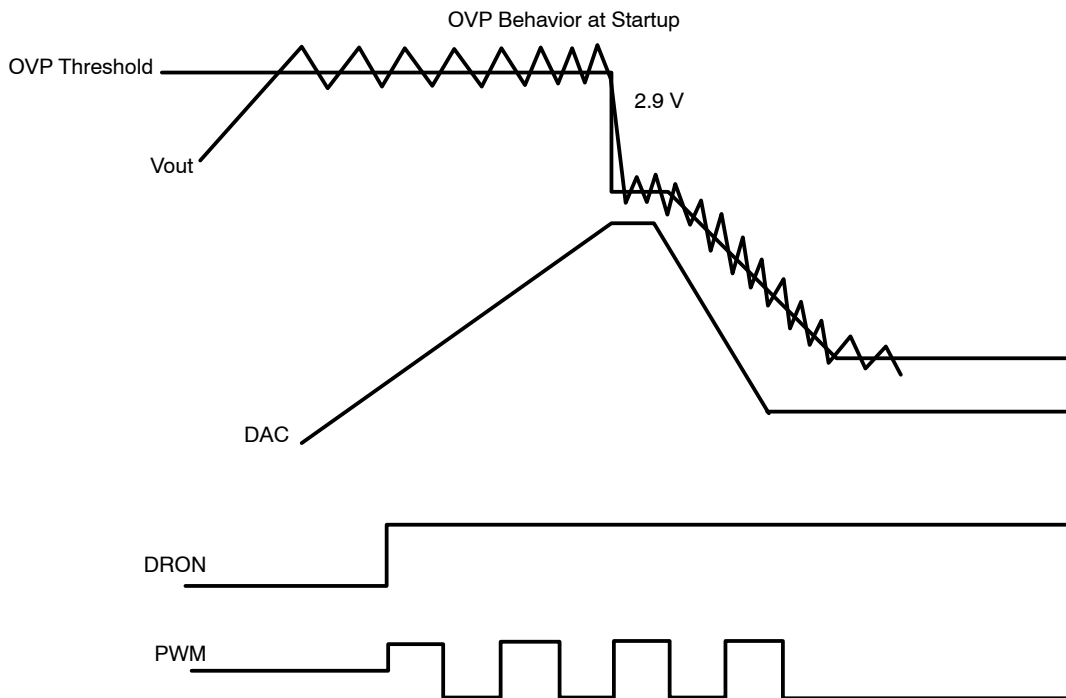 OVP Behavior at Startup
OVP Threshold
2.9 V
Vout
DAC
DRON
PWM